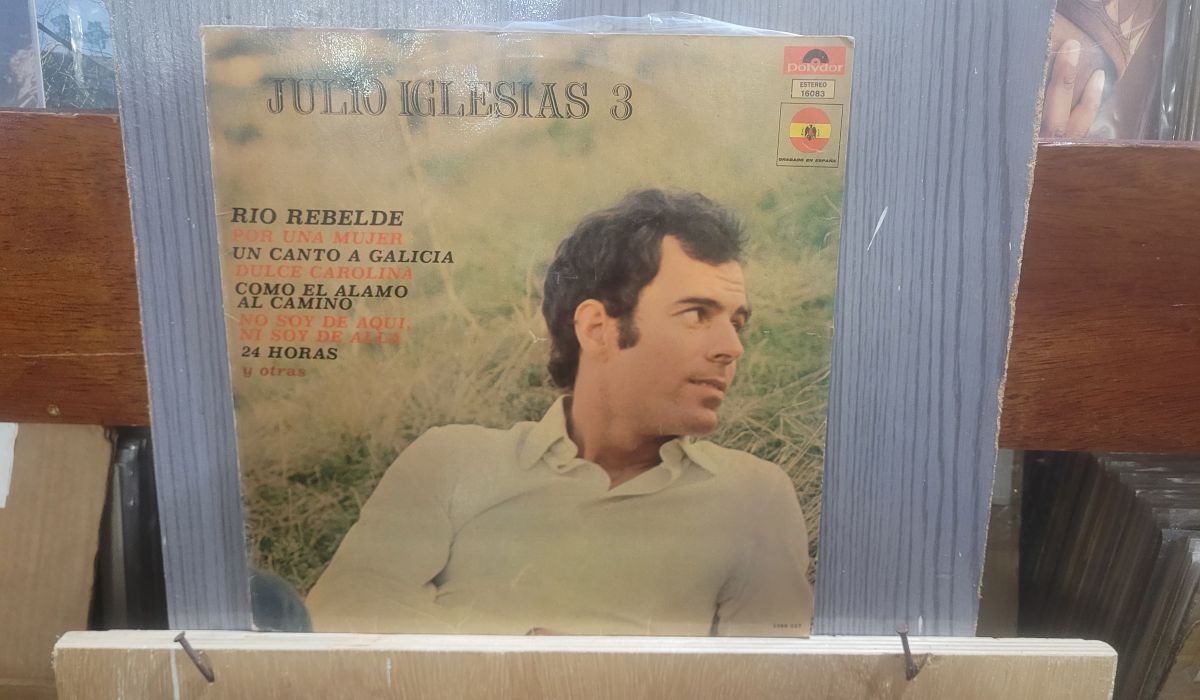 JULIO IGLESIAS 3
polydor
ESTEREO
16083
GRABADO EN ESPAÑA
RIO REBELDE
POR UNA MUJER
UN CANTO A GALICIA
DULCE CAROLINA
COMO EL ALAMO
AL CAMINO
NO SOY DE AQUI,
NI SOY DE ALLA
24 HORAS
y otras